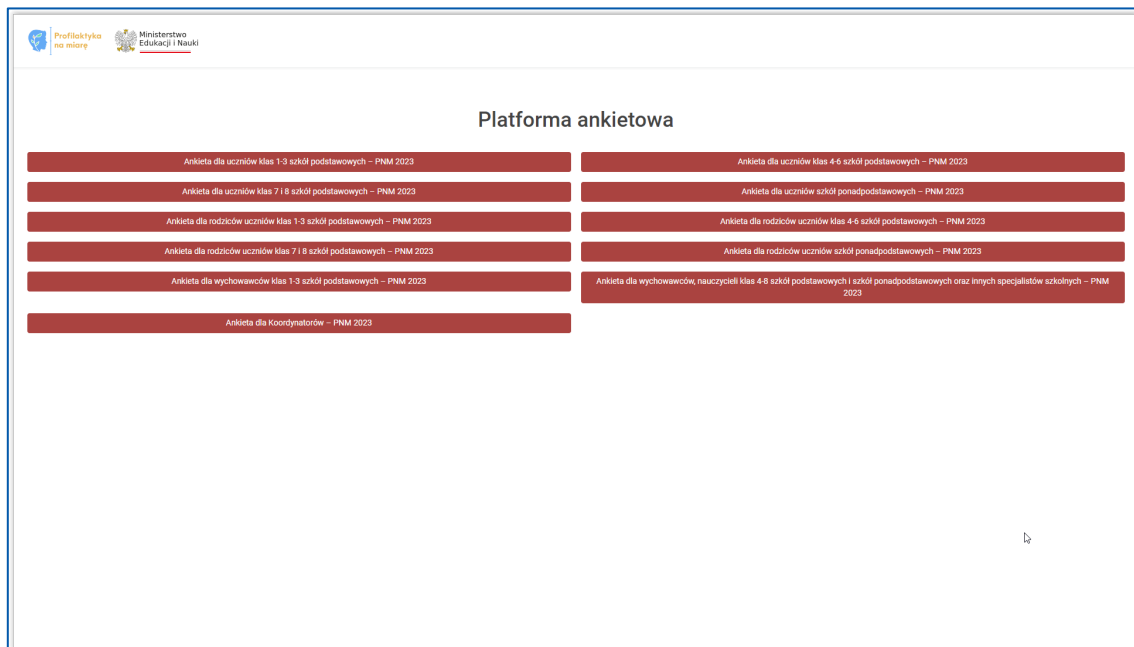 Profilaktyka
na miarę
Ministerstwo
Edukacji i Nauki
Platforma ankietowa
Ankieta dla uczniów klas 1-3 szkół podstawowych – PNM 2023
Ankieta dla uczniów klas 4-6 szkół podstawowych – PNM 2023
Ankieta dla uczniów klas 7 i 8 szkół podstawowych – PNM 2023
Ankieta dla uczniów szkół ponadpodstawowych – PNM 2023
Ankieta dla rodziców uczniów klas 1-3 szkół podstawowych – PNM 2023
Ankieta dla rodziców uczniów klas 4-6 szkół podstawowych – PNM 2023
Ankieta dla rodziców uczniów klas 7 i 8 szkół podstawowych – PNM 2023
Ankieta dla rodziców uczniów szkół ponadpodstawowych – PNM 2023
Ankieta dla wychowawców klas 1-3 szkół podstawowych – PNM 2023
Ankieta dla wychowawców, nauczycieli klas 4-8 szkół podstawowych i szkół ponadpodstawowych oraz innych specjalistów szkolnych – PNM
2023
Ankieta dla Koordynatorów – PNM 2023